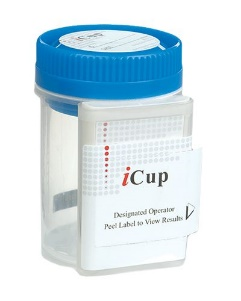 iCup
Designated Operator
Peel Label to View Results